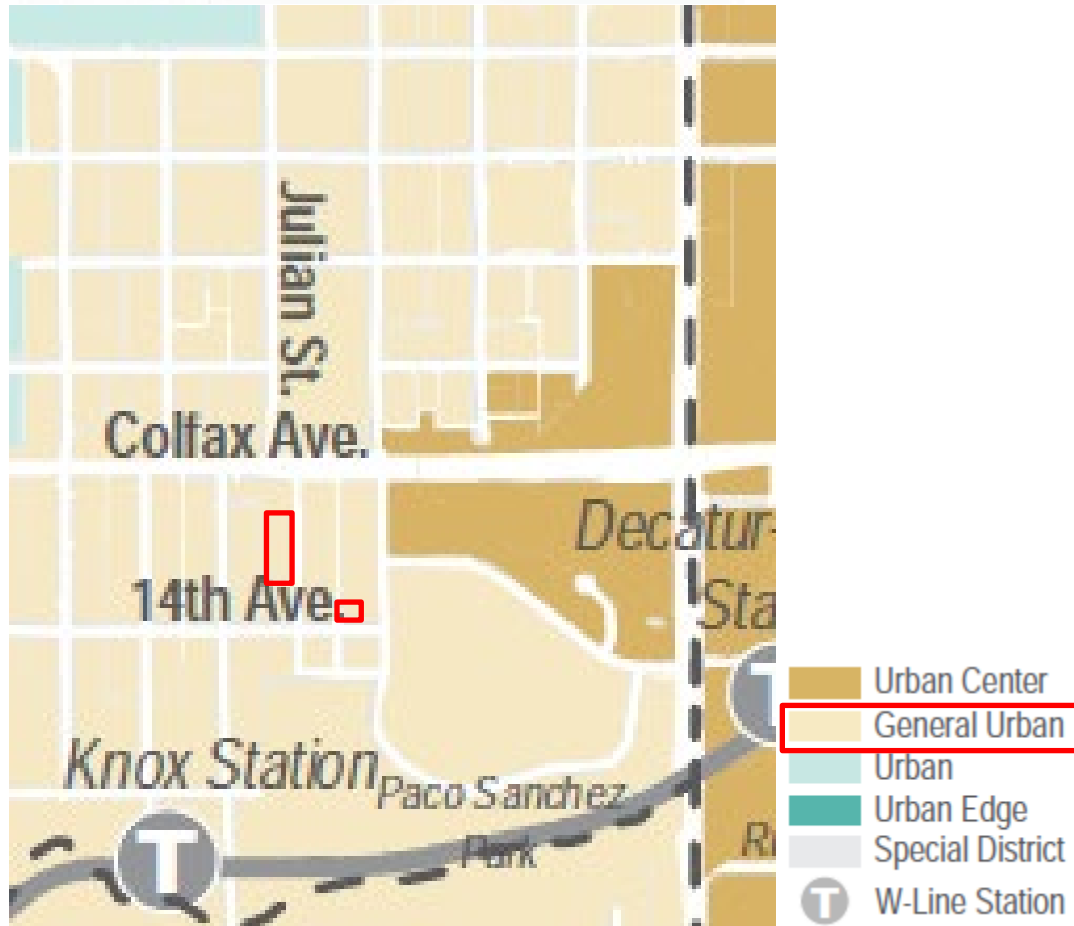 Julian St.
Colfax Ave.
Decatur-
14th Ave.
Sta
Knox Station
Paco Sanchez
Park
T
T
Urban Center
General Urban
Urban
Urban Edge
Special District
T W-Line Station